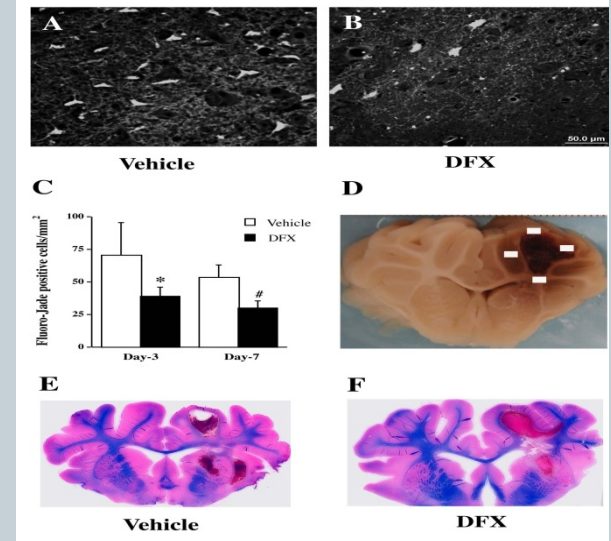 A
B
50.0 µm
Vehicle
DFX
C
D
Fluoro-Jade positive cells/mm²
100
75
50
25
0
Vehicle
DFX
*
#
Day-3
Day-7
E
F
Vehicle
DFX